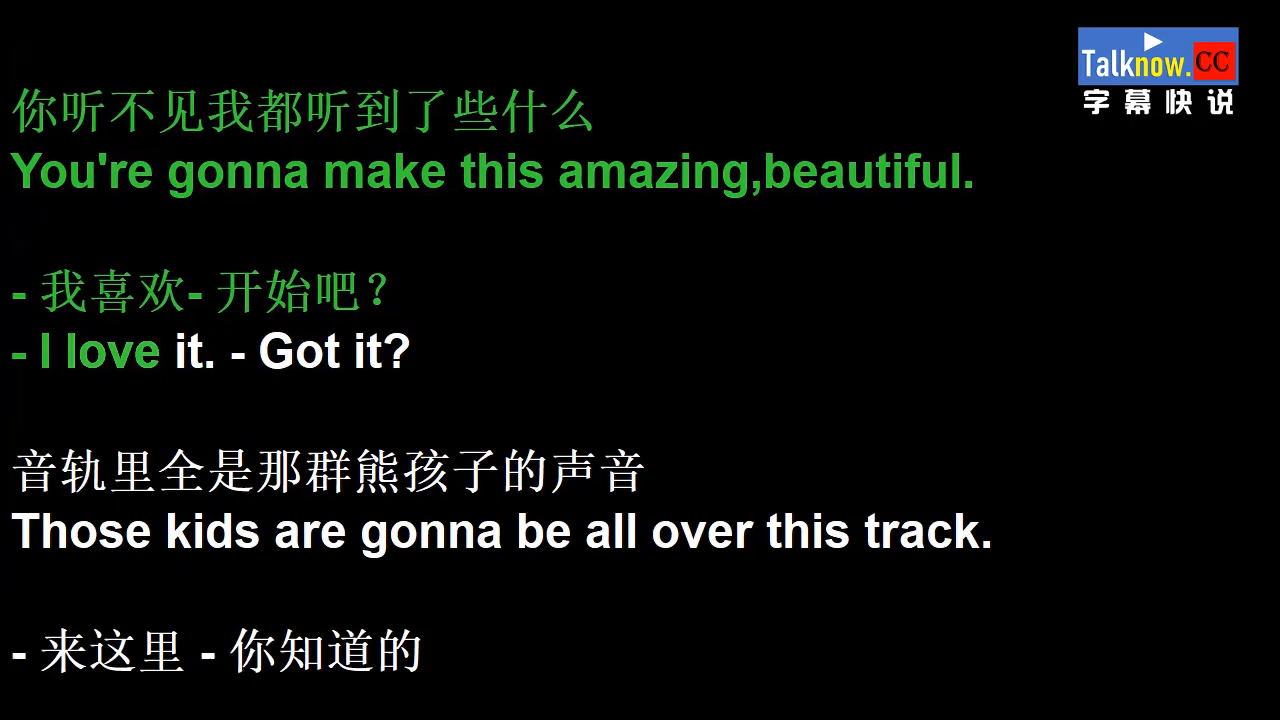 Talknow.CC
字幕快说
你听不见我都听到了些什么
You're gonna make this amazing,beautiful.
- 我喜欢- 开始吧？
- I love it. - Got it?
音轨里全是那群熊孩子的声音
Those kids are gonna be all over this track.
- 来这里 - 你知道的